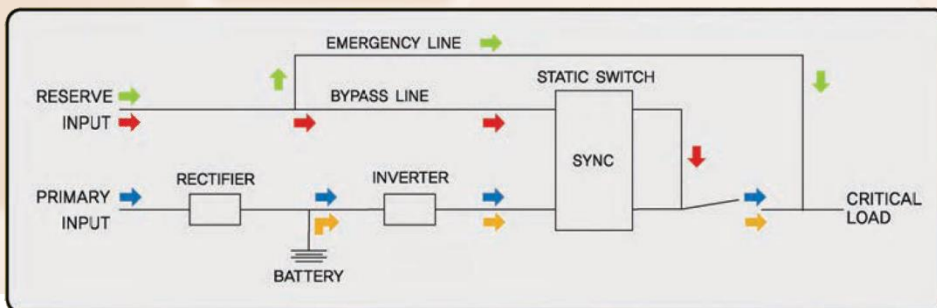 EMERGENCY LINE
STATIC SWITCH
RESERVE
INPUT
BYPASS LINE
SYNC
RECTIFIER
INVERTER
PRIMARY
INPUT
CRITICAL
LOAD
BATTERY